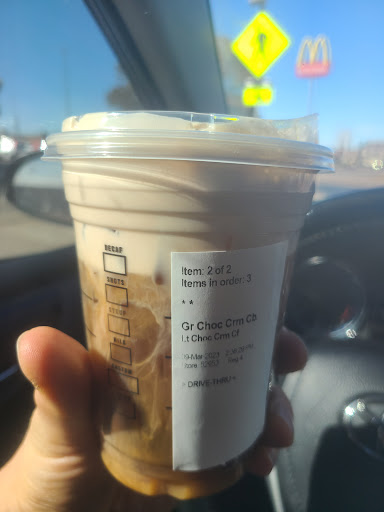 M
DECAF
SHOTS
SYRUP
MILK
CUSTOM
Item: 2 of 2
Items in order: 3
* *
Gr Choc Crm Cb
Lt Choc Crm Cf
> DRIVE-THRU <